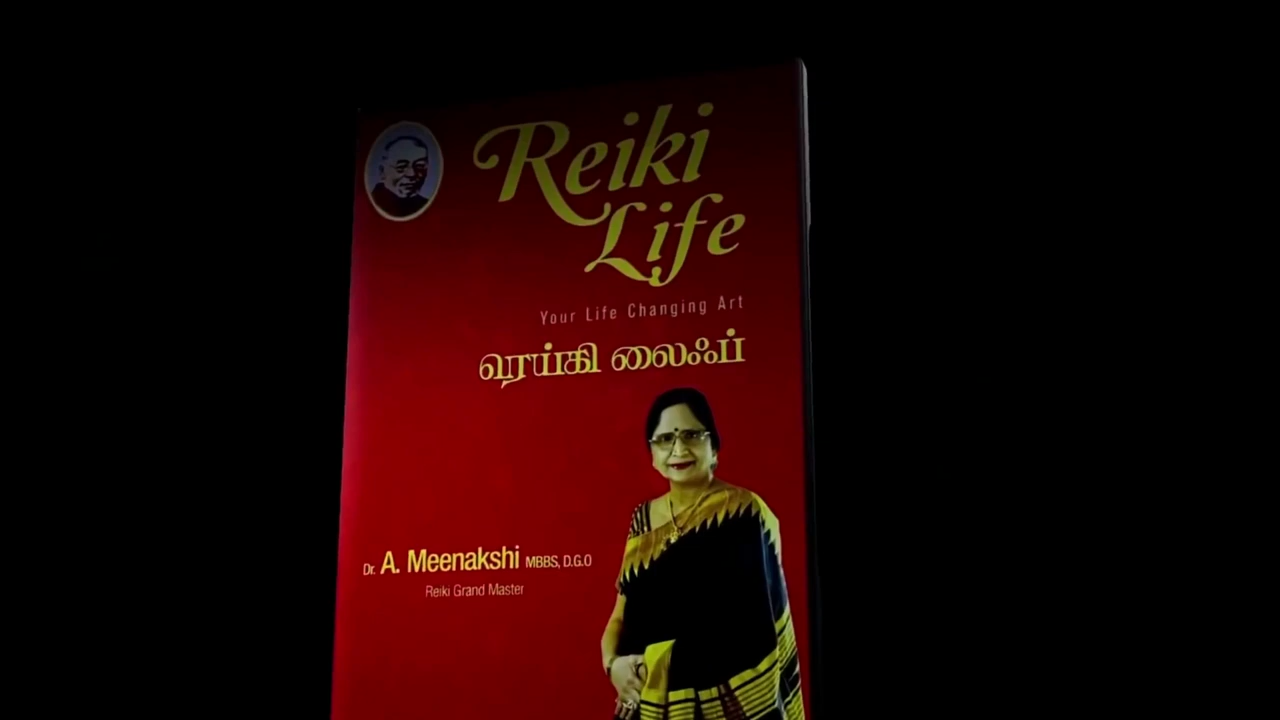 Reiki
Life
Your Life Changing Art
ரெய்கி லைஃப்
Dr. A. Meenakshi MBBS, D.G.O
Reiki Grand Master